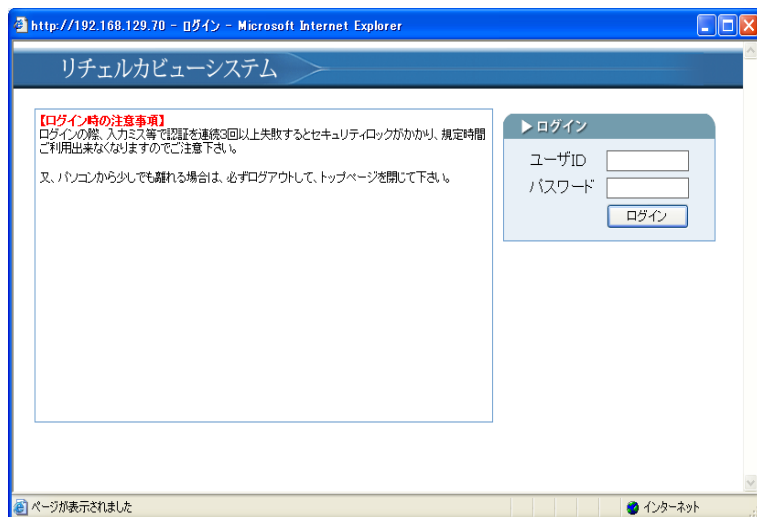 http://192.168.129.70 - ログイン - Microsoft Internet Explorer
リチェルカビューシステム
【ログイン時の注意事項】
ログインの際、入力ミス等で認証を連続3回以上失敗するとセキュリティロックがかかり、規定時間
ご利用出来なくなりますのでご注意下さい。
又、パソコンから少しでも離れる場合は、必ずログアウトして、トップページを閉じて下さい。
▶ログイン
ユーザID
パスワード
ログイン
ページが表示されました
インターネット